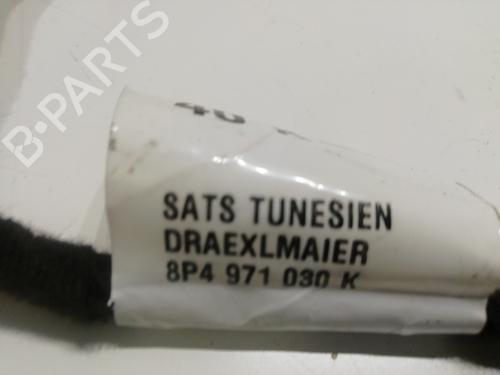 B-PARTS
SATS TUNESIEN
DRAEXLMAIER
8P4 971 030 K